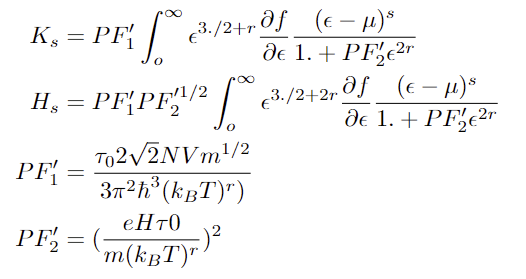 K_s = PF'_1 ∫_o^∞ ϵ^{3./2+r} ∂f/∂ϵ (ϵ − μ)^s / 1. + PF'_2 ϵ^{2r}
H_s = PF'_1 PF'_2^{1/2} ∫_o^∞ ϵ^{3./2+2r} ∂f/∂ϵ (ϵ − μ)^s / 1. + PF'_2 ϵ^{2r}
PF'_1 = τ_0 2√2 NVm^{1/2} / 3π^2 ℏ^3 (k_B T)^r)
PF'_2 = (eHτ0 / m(k_B T)^r)^2